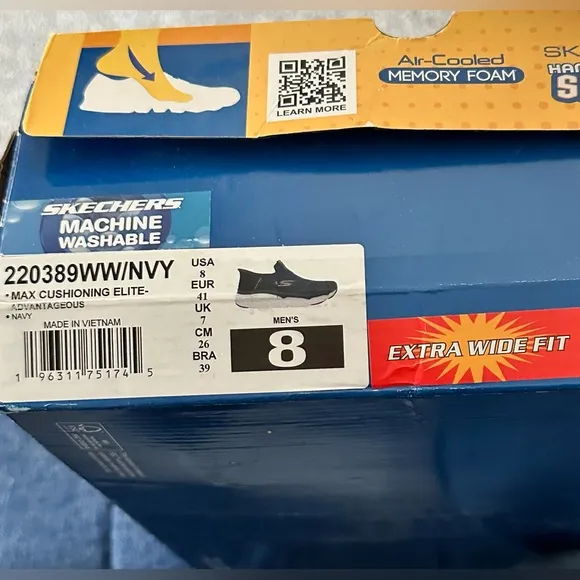 Air-Cooled
MEMORY FOAM
LEARN MORE
SK
HAN
S
SKECHERS
MACHINE
WASHABLE
220389WW/NVY
• MAX CUSHIONING ELITE-
ADVANTAGEOUS
• NAVY
MADE IN VIETNAM
1 96311 75174 5
USA
8
EUR
41
UK
7
CM
26
BRA
39
MEN'S
8
EXTRA WIDE FIT